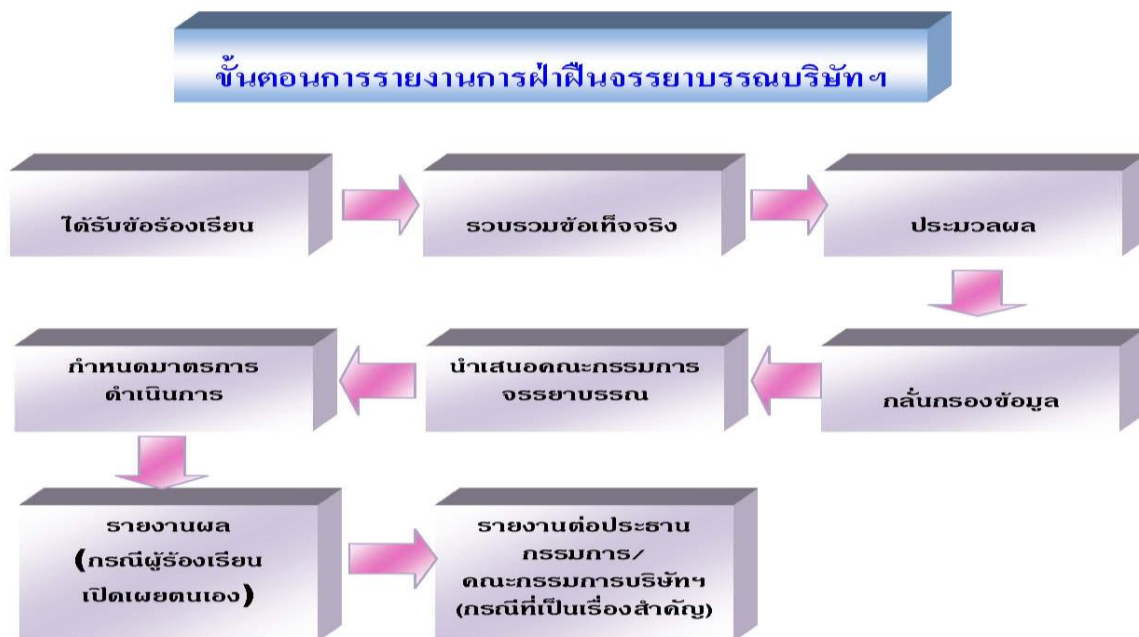 ขั้นตอนการรายงานการฝ่าฝืนจรรยาบรรณบริษัทฯ
ได้รับข้อร้องเรียน
รวบรวมข้อเท็จจริง
ประมวลผล
กลั่นกรองข้อมูล
นำเสนอคณะกรรมการ
จรรยาบรรณ
กำหนดมาตรการ
ดำเนินการ
รายงานผล
(กรณีผู้ร้องเรียน
เปิดเผยตนเอง)
รายงานต่อประธาน
กรรมการ/
คณะกรรมการบริษัทฯ
(กรณีที่เป็นเรื่องสำคัญ)